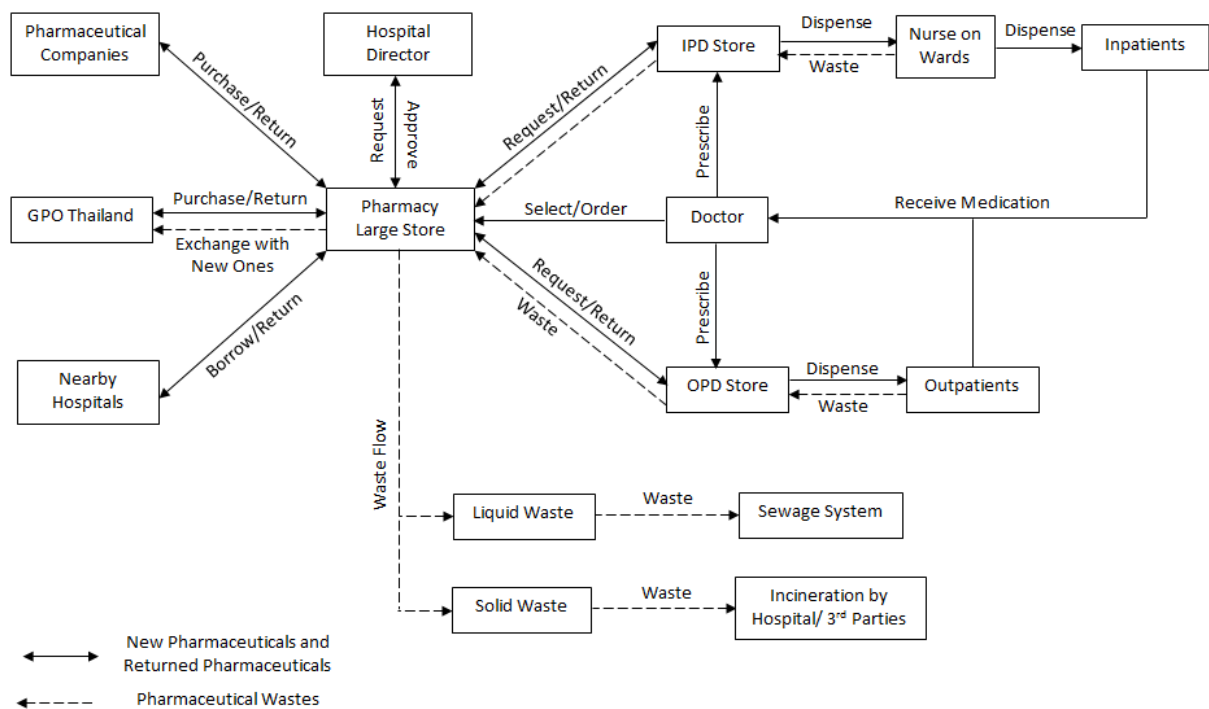 Pharmaceutical
Companies
Hospital
Director
IPD Store
Dispense
Waste
Nurse on
Wards
Dispense
Inpatients
Purchase/Return
Request
Approve
Request/Return
Prescribe
GPO Thailand
Purchase/Return
Exchange with
New Ones
Pharmacy
Large Store
Select/Order
Doctor
Receive Medication
Borrow/Return
Request/Return
Waste
Prescribe
Nearby
Hospitals
OPD Store
Dispense
Waste
Outpatients
Waste Flow
Liquid Waste
Waste
Sewage System
Solid Waste
Waste
Incineration by
Hospital/ 3rd Parties
New Pharmaceuticals and
Returned Pharmaceuticals
Pharmaceutical Wastes